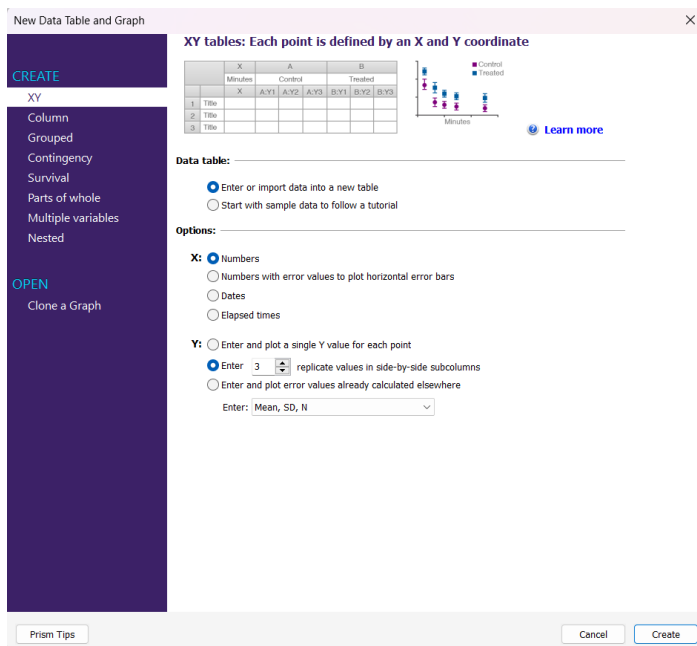 New Data Table and Graph
CREATE
XY
Column
Grouped
Contingency
Survival
Parts of whole
Multiple variables
Nested
OPEN
Clone a Graph
XY tables: Each point is defined by an X and Y coordinate
X A B
Minutes Control Treated
X A:Y1 A:Y2 A:Y3 B:Y1 B:Y2 B:Y3
1 Title
2 Title
3 Title
Control
Treated
Minutes
Learn more
Data table:
Enter or import data into a new table
Start with sample data to follow a tutorial
Options:
X: Numbers
Numbers with error values to plot horizontal error bars
Dates
Elapsed times
Y: Enter and plot a single Y value for each point
Enter 3 replicate values in side-by-side subcolumns
Enter and plot error values already calculated elsewhere
Enter: Mean, SD, N
Prism Tips
Cancel
Create